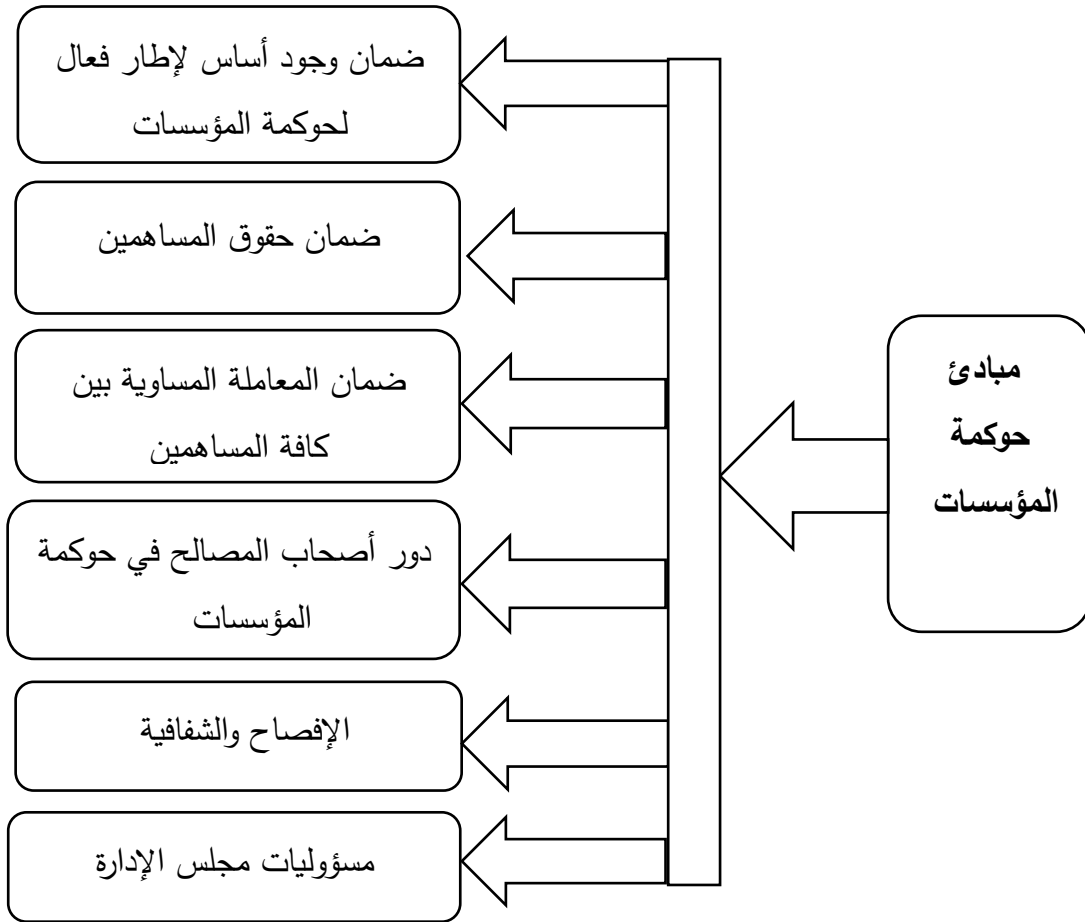 مبادئ
حوكمة
المؤسسات
ضمان وجود أساس لإطار فعال
لحوكمة المؤسسات
ضمان حقوق المساهمين
ضمان المعاملة المساوية بين
كافة المساهمين
دور أصحاب المصالح في حوكمة
المؤسسات
الإفصاح والشفافية
مسؤوليات مجلس الإدارة